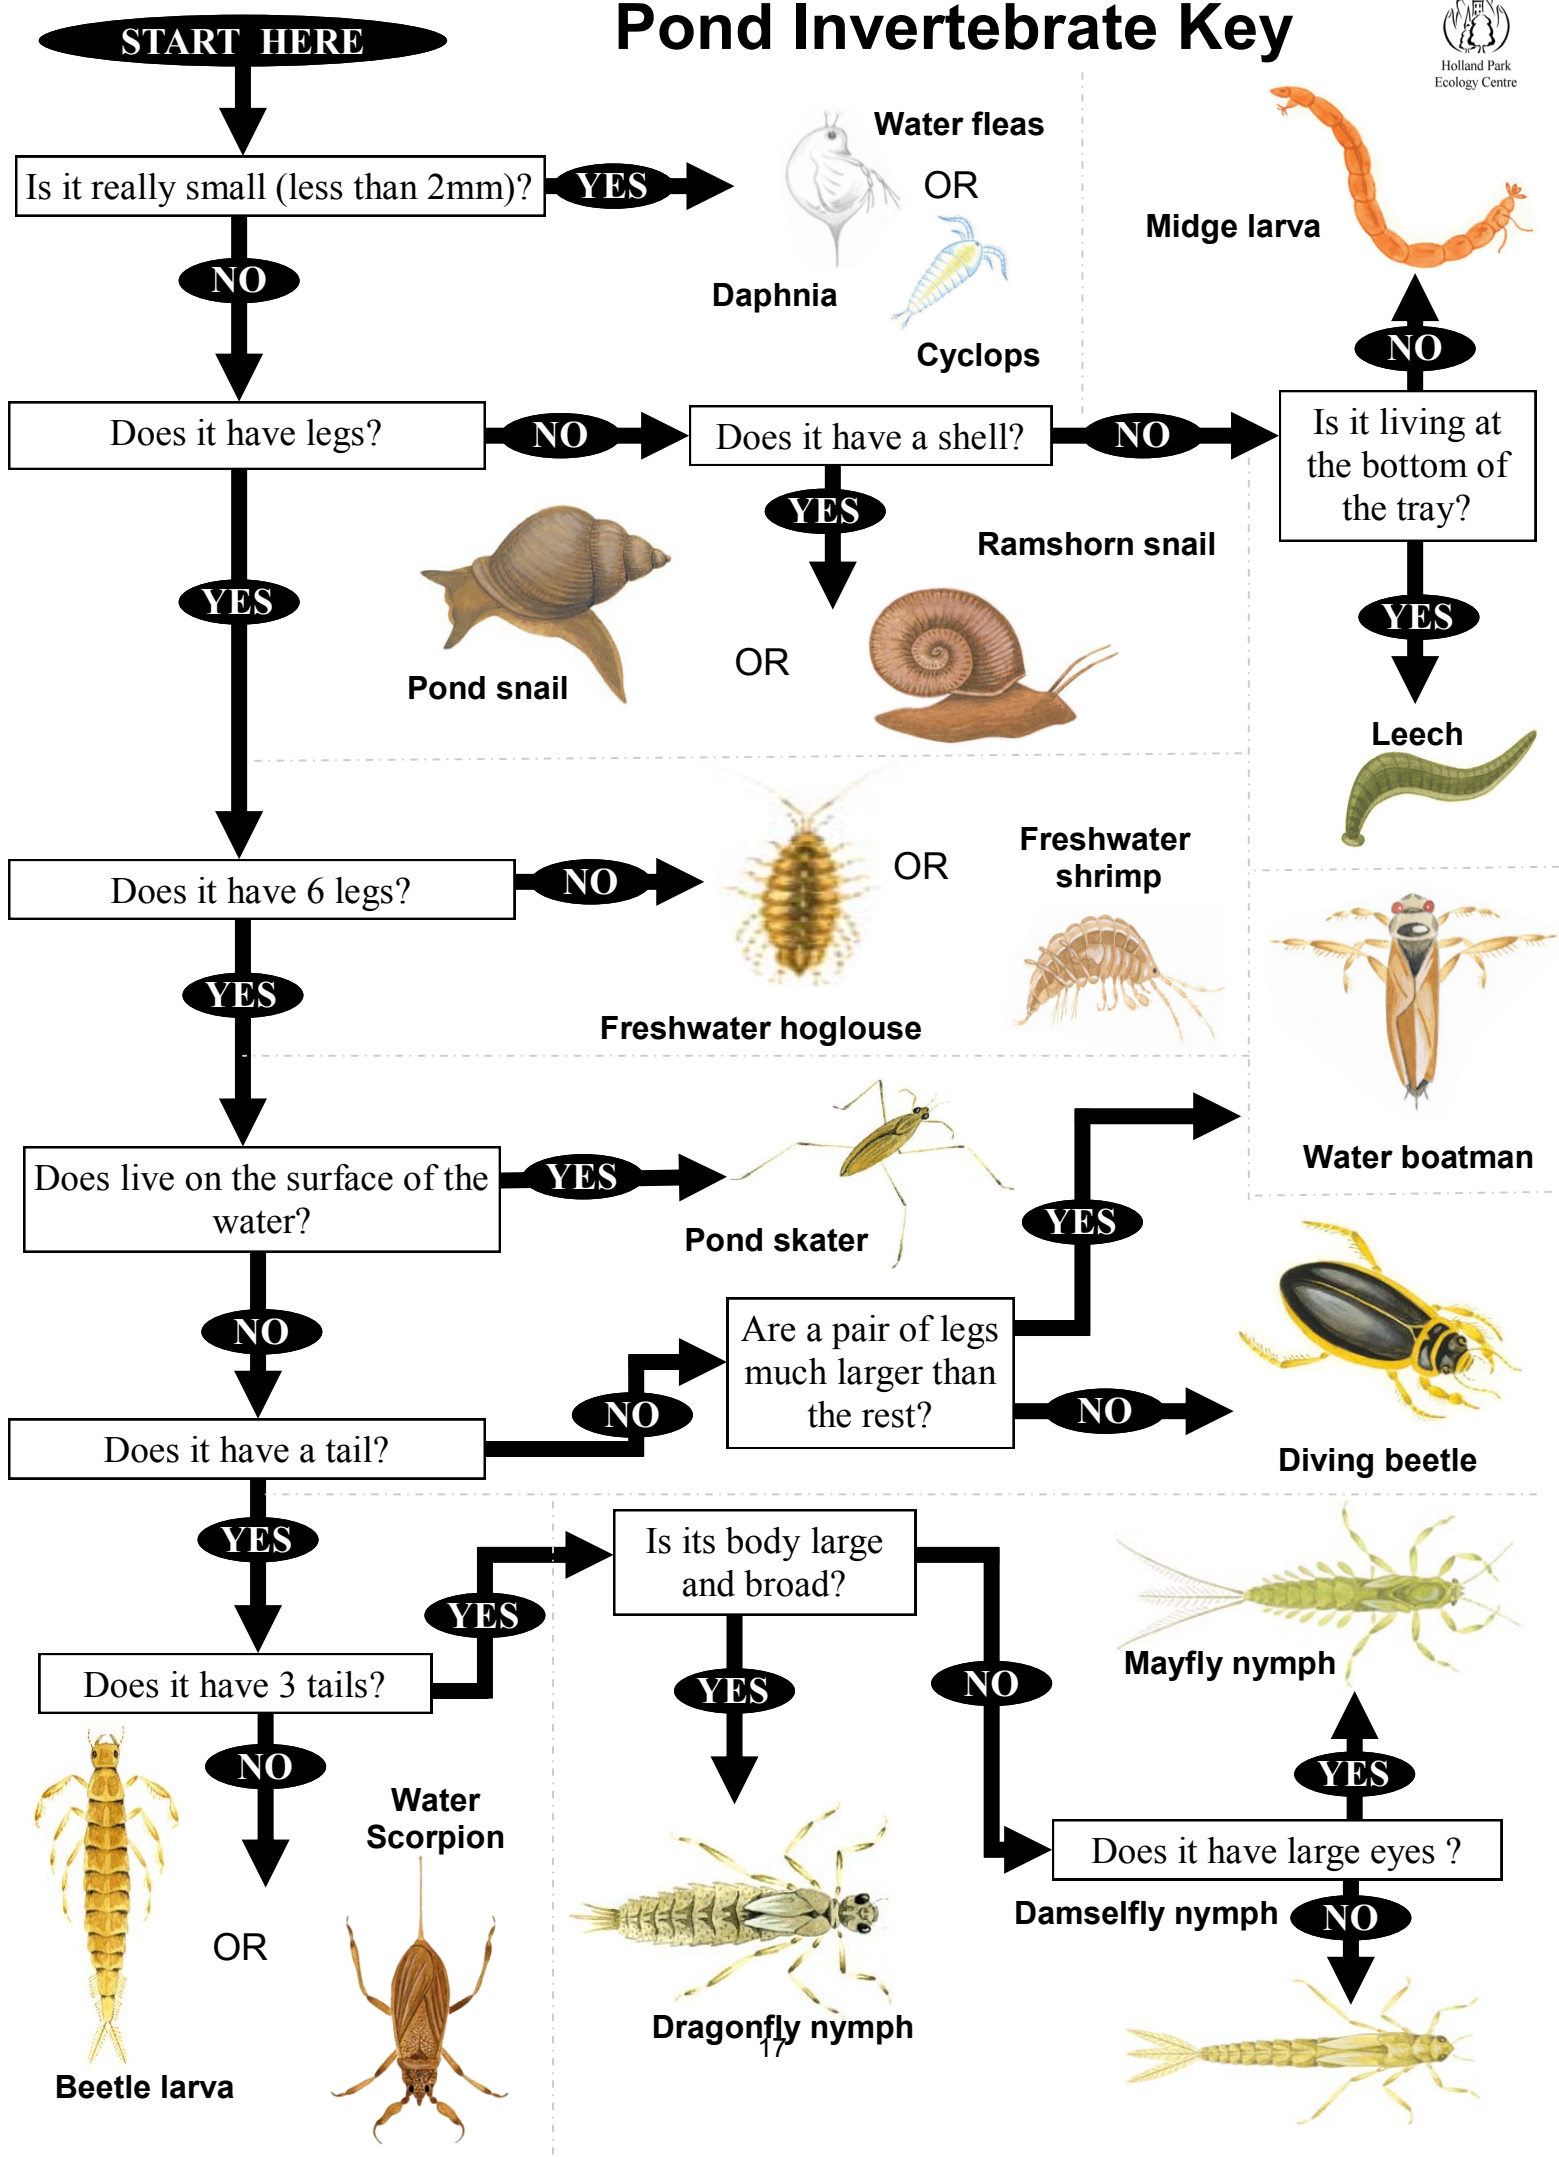 Pond Invertebrate Key
START HERE
Holland Park
Ecology Centre
Is it really small (less than 2mm)?
YES
Water fleas
OR
Daphnia
Cyclops
Midge larva
NO
NO
Does it have legs?
NO
Does it have a shell?
NO
Is it living at
the bottom of
the tray?
YES
YES
YES
Pond snail
OR
Ramshorn snail
Leech
Does it have 6 legs?
NO
OR
Freshwater
shrimp
Freshwater hoglouse
YES
Does live on the surface of the
water?
YES
Pond skater
YES
Water boatman
NO
Are a pair of legs
much larger than
the rest?
NO
NO
Diving beetle
Does it have a tail?
YES
YES
Is its body large
and broad?
Mayfly nymph
Does it have 3 tails?
YES
NO
NO
YES
Water
Scorpion
Does it have large eyes ?
Damselfly nymph
NO
OR
Dragonfly nymph
17
Beetle larva